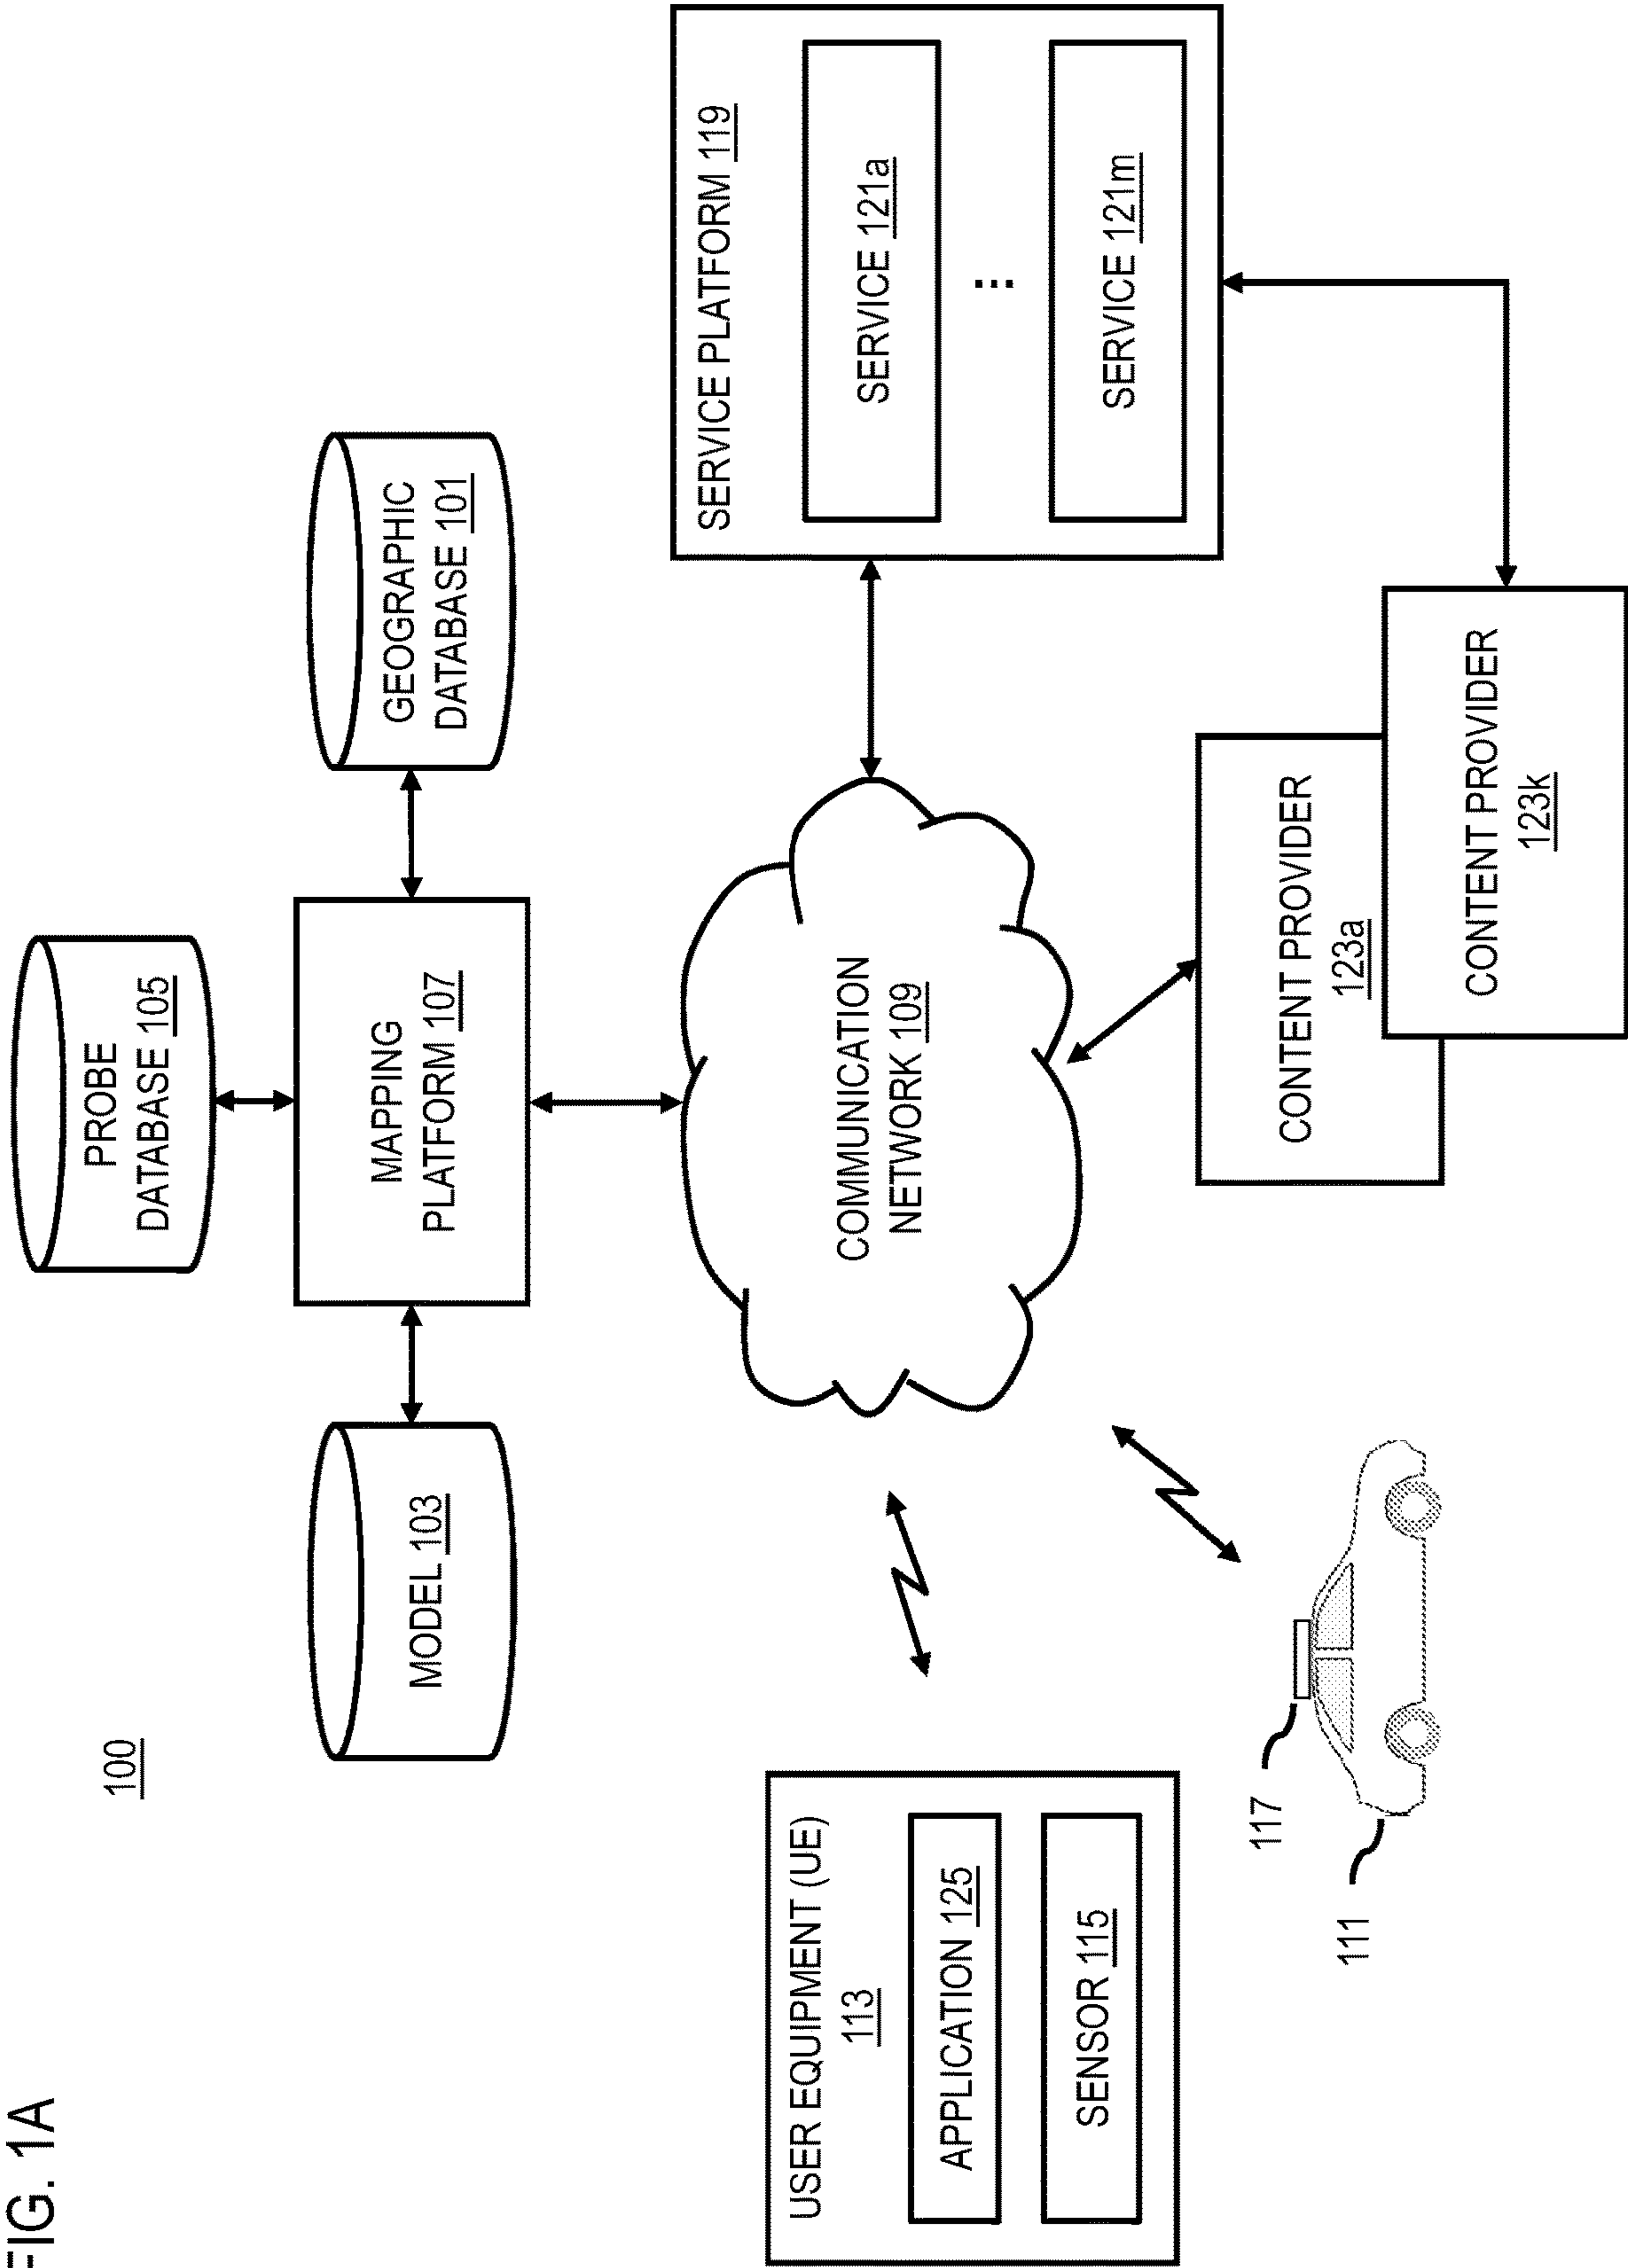 FIG. 1A
100
PROBE
DATABASE 105
MODEL 103
MAPPING
PLATFORM 107
GEOGRAPHIC
DATABASE 101
USER EQUIPMENT (UE)
113
APPLICATION 125
SENSOR 115
COMMUNICATION
NETWORK 109
SERVICE PLATFORM 119
SERVICE 121a
...
SERVICE 121m
117
111
CONTENT PROVIDER
123a
CONTENT PROVIDER
123k